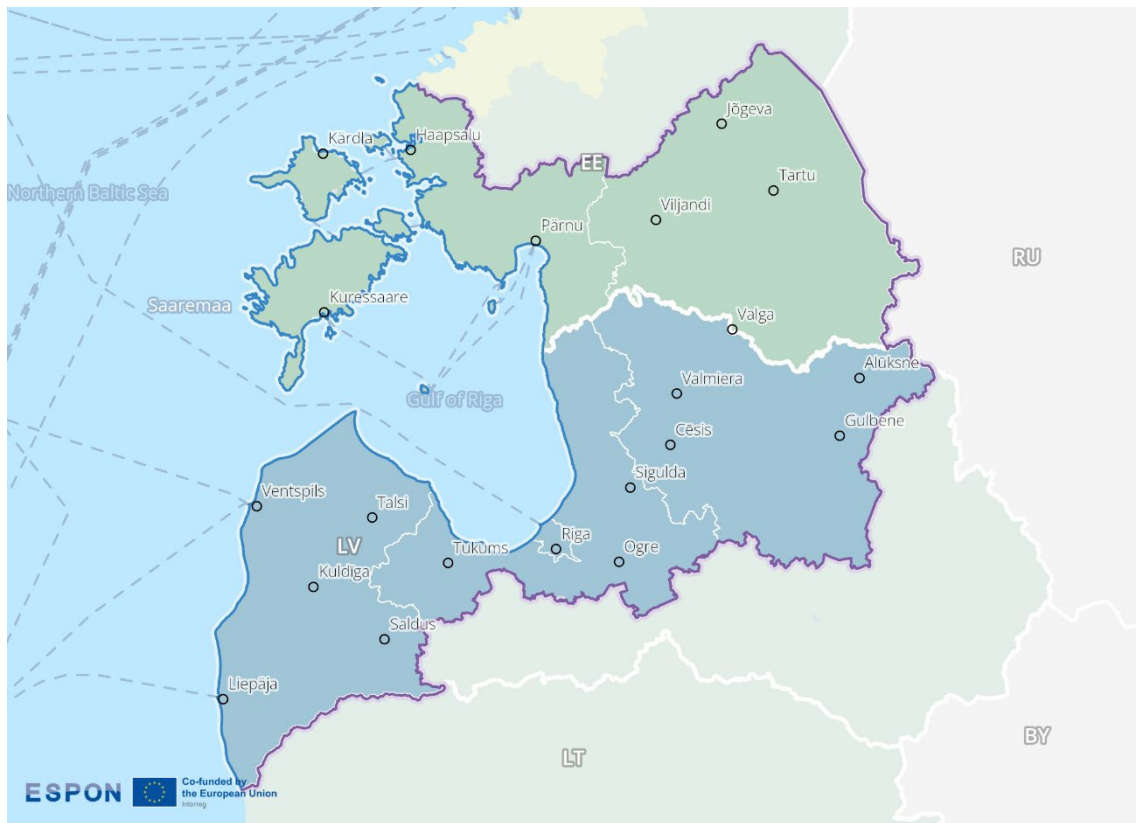 Jõgeva
Kärdla
Haapsalu
EE
Tartu
Northern Baltic Sea
Viljandi
Pärnu
RU
Saaremaa
Kuressaare
Valga
Alūksne
Valmiera
Gulf of Riga
Gulbene
Cēsis
Sigulda
Ventspils
Talsi
LV
Riga
Ogre
Tukums
Kuldiga
Saldus
Liepāja
BY
LT
ESPON
Co-funded by
the European Union
Interreg